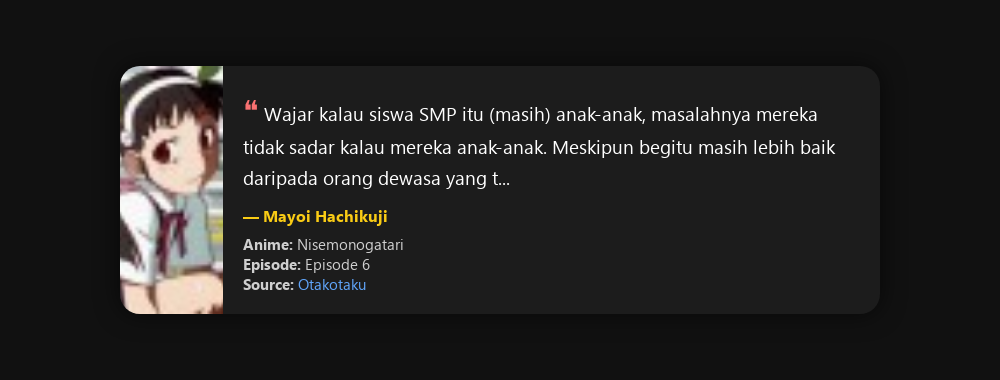 ❝ Wajar kalau siswa SMP itu (masih) anak-anak, masalahnya mereka
tidak sadar kalau mereka anak-anak. Meskipun begitu masih lebih baik
daripada orang dewasa yang t...
— Mayoi Hachikuji
Anime: Nisemonogatari
Episode: Episode 6
Source: Otakotaku